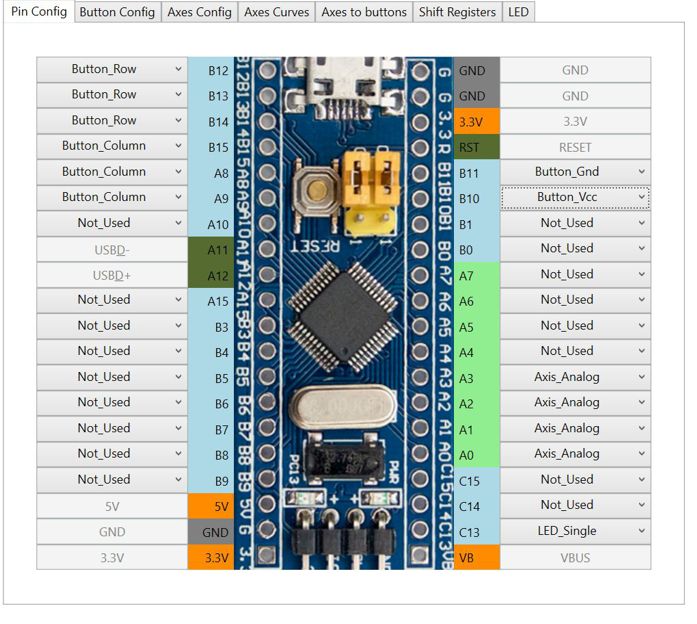 Pin Config Button Config Axes Config Axes Curves Axes to buttons Shift Registers LED
Button_Row B12 B12 G GND GND
Button_Row B13 B13 G GND GND
Button_Row B14 B14 3.3 3.3V 3.3V
Button_Column B15 B15 R RST RESET
Button_Column A8 A8 B11 B11 Button_Gnd
Button_Column A9 A9 B10 B10 Button_Vcc
Not_Used A10 A10 B1 B1 Not_Used
USBD- A11 A11 RESET 1 1 B0 B0 Not_Used
USBD+ A12 A12 A7 A7 Not_Used
Not_Used A15 A15 A6 A6 Not_Used
Not_Used B3 B3 A5 A5 Not_Used
Not_Used B4 B4 A4 A4 Not_Used
Not_Used B5 B5 A3 A3 Axis_Analog
Not_Used B6 B6 A2 A2 Axis_Analog
Not_Used B7 B7 A1 A1 Axis_Analog
Not_Used B8 B8 PC13 PWR A0 A0 Axis_Analog
Not_Used B9 B9 C15 C15 Not_Used
5V 5V 5V C14 C14 Not_Used
GND GND G C13 C13 LED_Single
3.3V 3.3V 3.3 VB VB VBUS